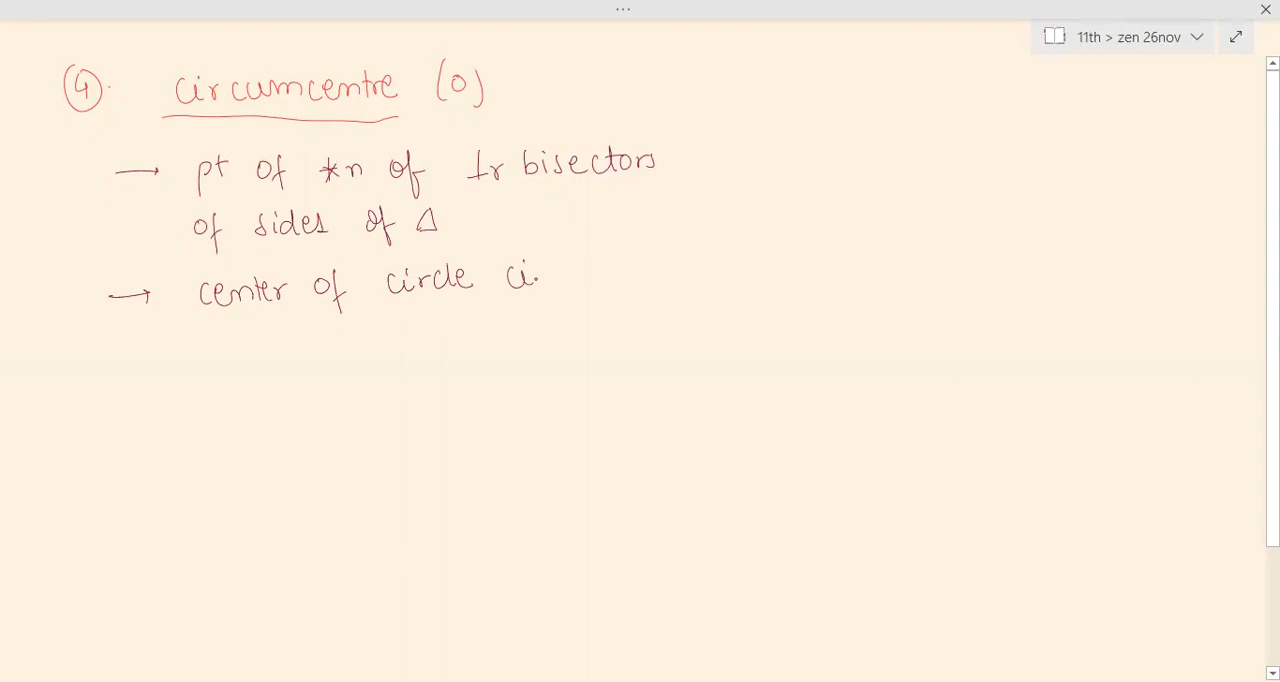 ...
11th > zen 26nov
④. circumcentre (O)
→ pt of *n of ⊥r bisectors
of sides of Δ
→ center of circle ci